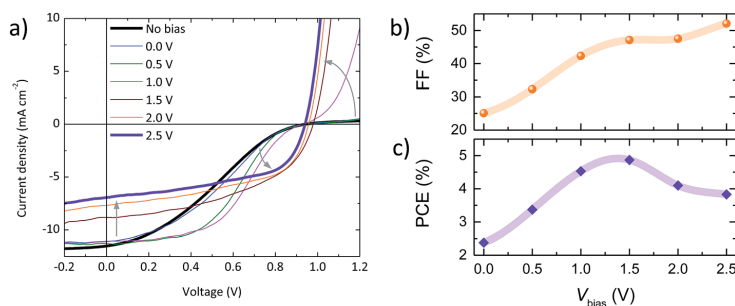 a)
10
5
0
-5
-10
Current density (mA cm⁻²)
No bias
0.0 V
0.5 V
1.0 V
1.5 V
2.0 V
2.5 V
-0.2 0.0 0.2 0.4 0.6 0.8 1.0 1.2
Voltage (V)
b)
50
40
30
20
FF (%)
c)
5
4
3
2
PCE (%)
0.0 0.5 1.0 1.5 2.0 2.5
V_bias (V)